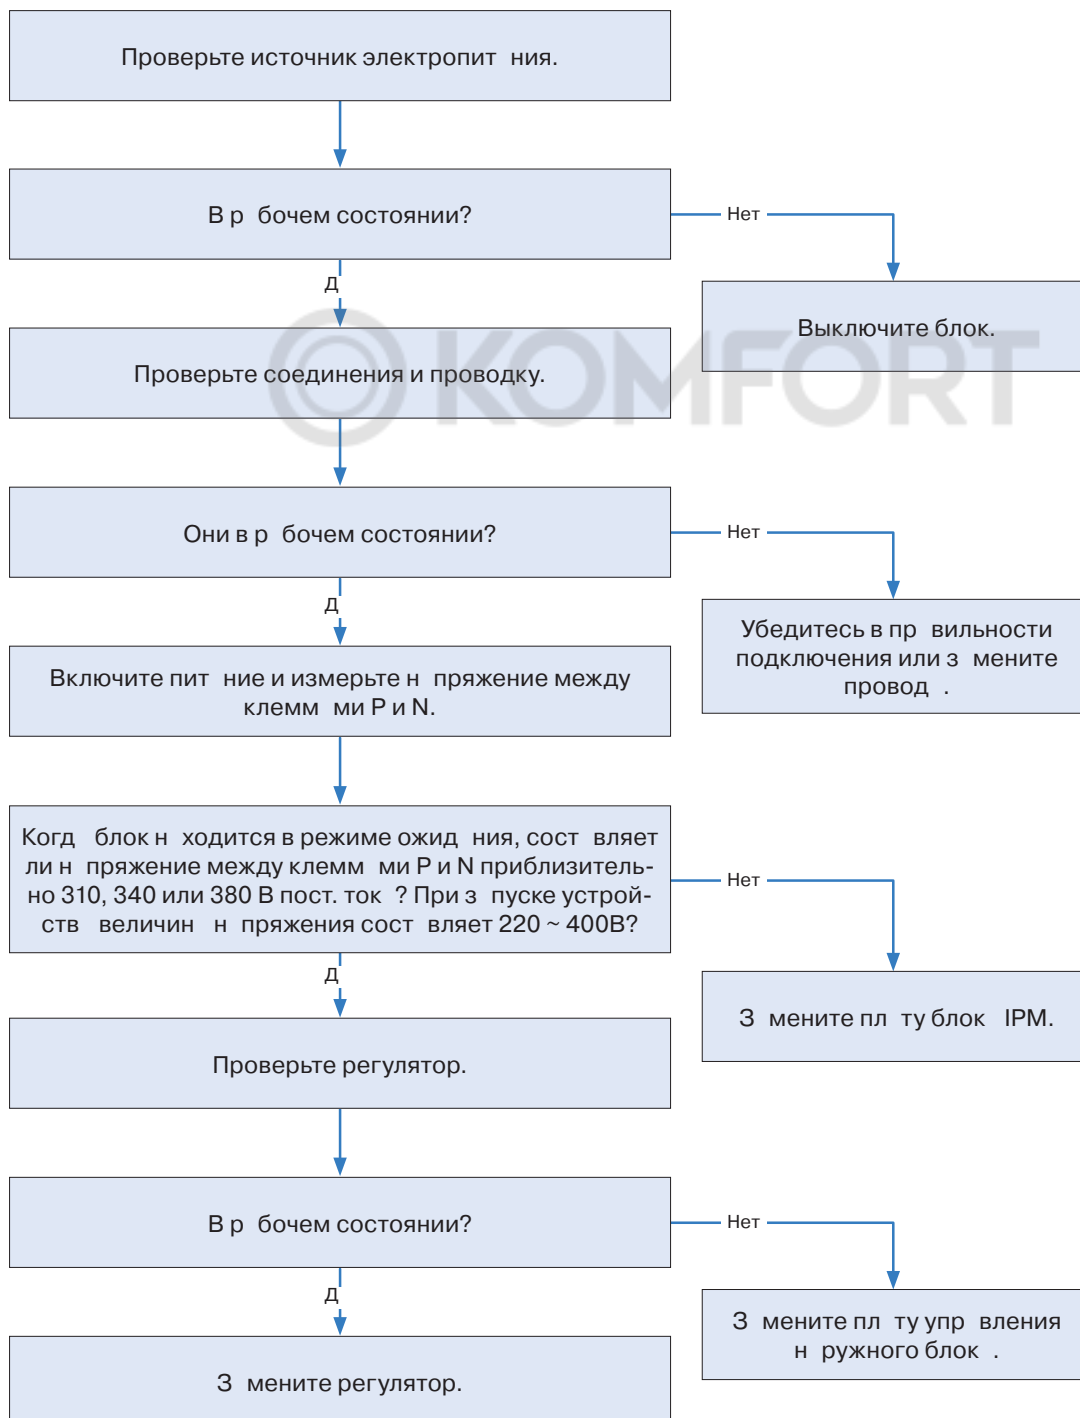 Проверьте источник электропит ния.
В р бочем состоянии?
Нет
Д
Выключите блок.
KOMFORT
Проверьте соединения и проводку.
Они в р бочем состоянии?
Нет
Д
Убедитесь в пр вильности
подключения или з мените
провод .
Включите пит ние и измерьте н пряжение между
клемм ми P и N.
Когд блок н ходится в режиме ожид ния, сост вляет
ли н пряжение между клемм ми P и N приблизитель-
но 310, 340 или 380 В пост. ток ? При з пуске устрой-
ств величин н пряжения сост вляет 220 ~ 400В?
Нет
Д
З мените пл ту блок IPM.
Проверьте регулятор.
В р бочем состоянии?
Нет
Д
З мените пл ту упр вления
н ружного блок .
З мените регулятор.